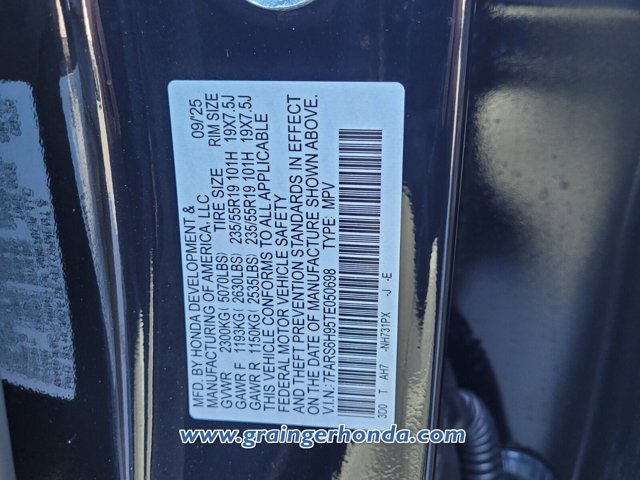 MFD. BY HONDA DEVELOPMENT &
MANUFACTURING OF AMERICA, LLC 09/'25
GVWR 2300KG ( 5070LBS) TIRE SIZE RIM SIZE
GAWR F 1193KG ( 2630LBS) 235/55R19 101H 19X7.5J
GAWR R 1150KG ( 2535LBS) 235/55R19 101H 19X7.5J
THIS VEHICLE CONFORMS TO ALL APPLICABLE
FEDERAL MOTOR VEHICLE SAFETY
AND THEFT PREVENTION STANDARDS IN EFFECT
ON THE DATE OF MANUFACTURE SHOWN ABOVE.
V.I.N.: 7FARS6H95TE050698 TYPE: MPV
300 T AH7 -NH731PX -J -E
www.graingerhonda.com